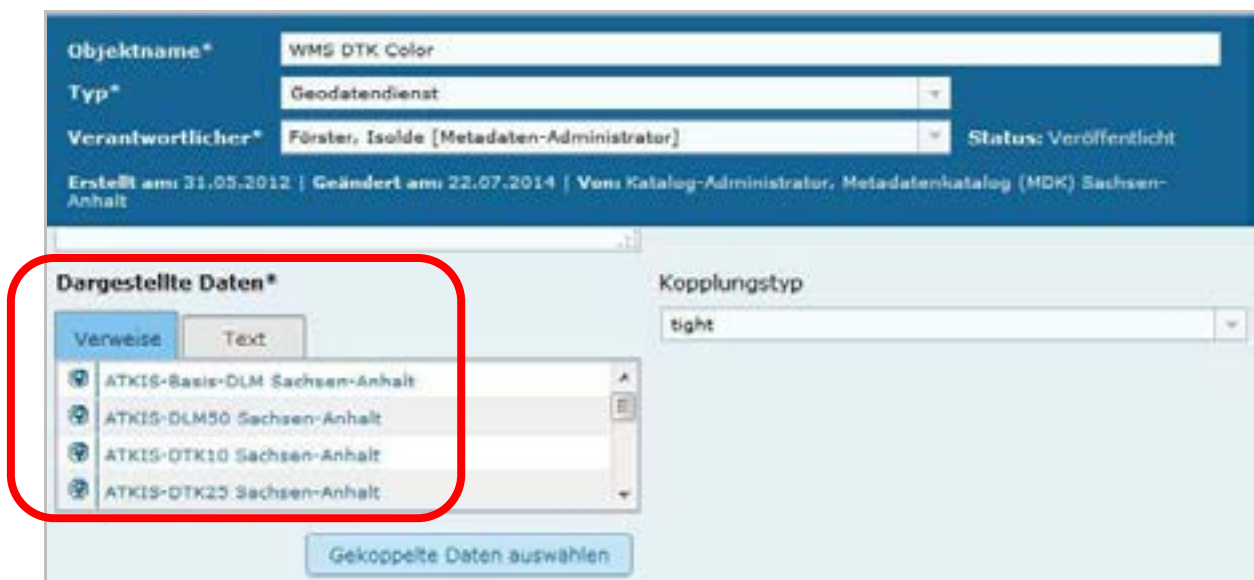 Objektname* WMS DTK Color
Typ* Geodatendienst
Verantwortlicher* Förster, Isolde [Metadaten-Administrator] Status: Veröffentlicht
Erstellt am: 31.05.2012 | Geändert am: 22.07.2014 | Von: Katalog-Administrator, Metadatenkatalog (MDK) Sachsen-
Anhalt
Dargestellte Daten* Kopplungstyp
Verweise Text tight
ATKIS-Basis-DLM Sachsen-Anhalt
ATKIS-DLM50 Sachsen-Anhalt
ATKIS-DTK10 Sachsen-Anhalt
ATKIS-DTK25 Sachsen-Anhalt
Gekoppelte Daten auswählen